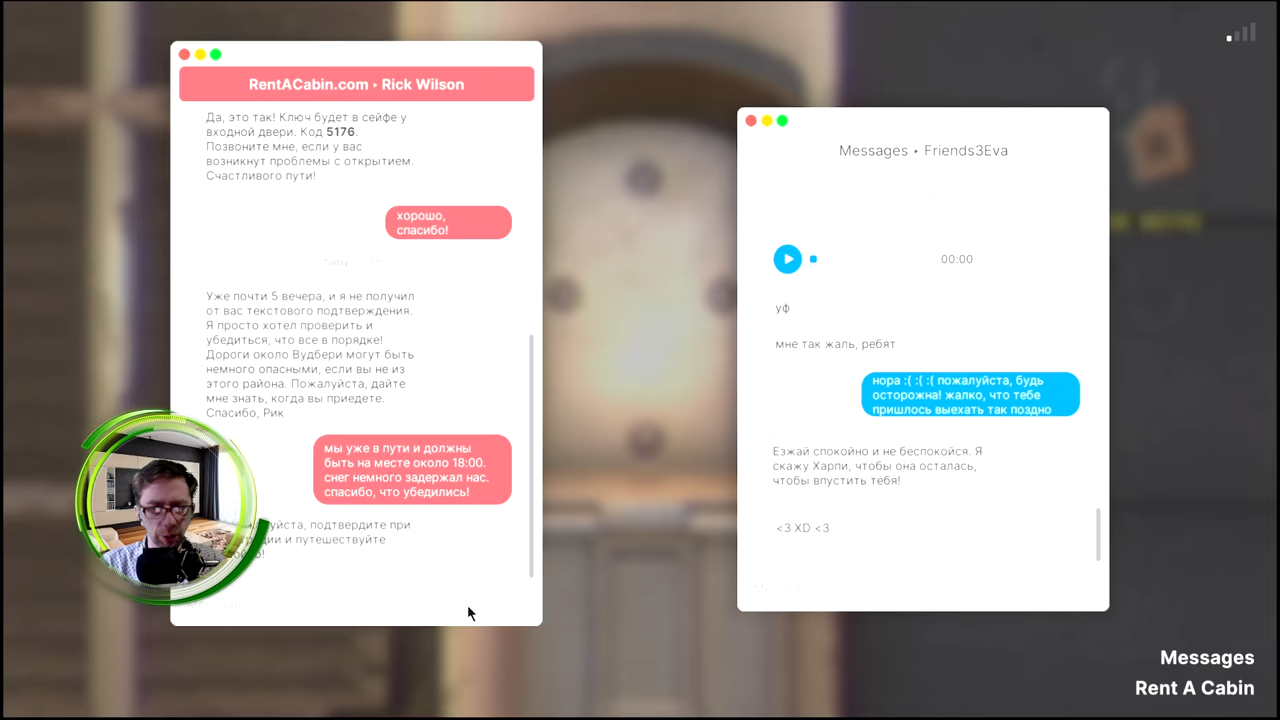 RentACabin.com ‣ Rick Wilson
Да, это так! Ключ будет в сейфе у
входной двери. Код 5176.
Позвоните мне, если у вас
возникнут проблемы с открытием.
Счастливого пути!
хорошо,
спасибо!
Today
Уже почти 5 вечера, и я не получил
от вас текстового подтверждения.
Я просто хотел проверить и
убедиться, что все в порядке!
Дороги около Вудбери могут быть
немного опасными, если вы не из
этого района. Пожалуйста, дайте
мне знать, когда вы приедете.
Спасибо, Рик
мы уже в пути и должны
быть на месте около 18:00.
снег немного задержал нас.
спасибо, что убедились!
подтвердите при
и путешествуйте
Messages ‣ Friends3Eva
00:00
уф
мне так жаль, ребят
нора :( :( :( пожалуйста, будь
осторожна! жалко, что тебе
пришлось выехать так поздно
Езжай спокойно и не беспокойся. Я
скажу Харпи, чтобы она осталась,
чтобы впустить тебя!
<3 XD <3
Messages
Rent A Cabin